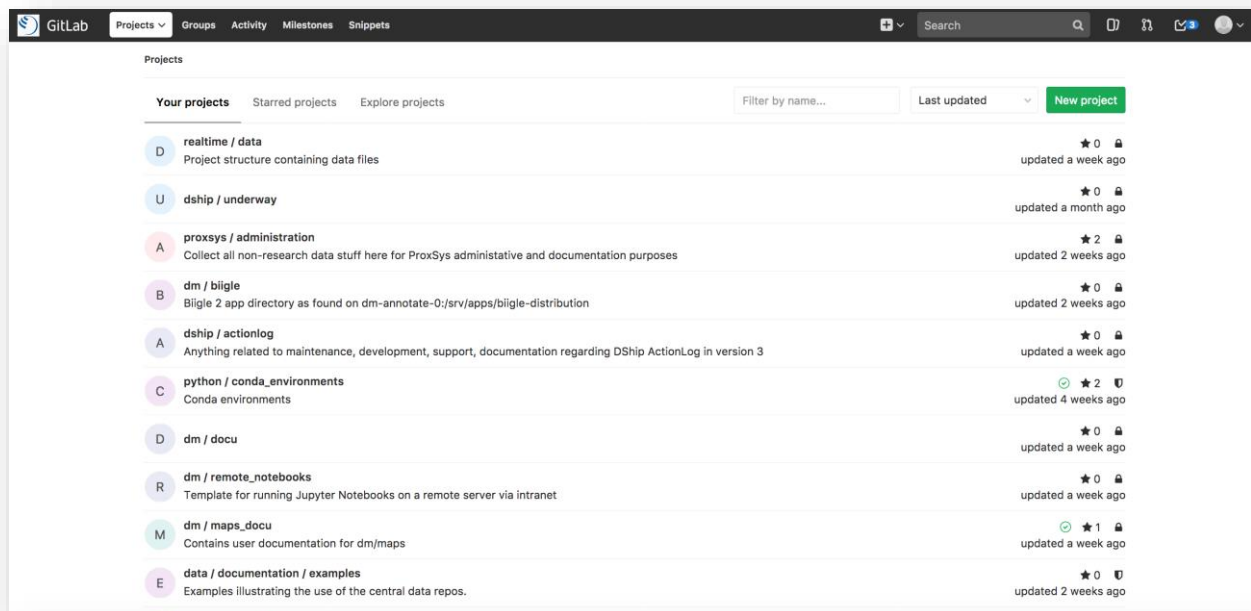 GitLab Projects Groups Activity Milestones Snippets Search 3
Projects
Your projects Starred projects Explore projects Filter by name... Last updated New project
D realtime / data 0
Project structure containing data files updated a week ago
U dship / underway 0
updated a month ago
A proxsys / administration 2
Collect all non-research data stuff here for ProxSys administative and documentation purposes updated 2 weeks ago
B dm / biigle 0
Biigle 2 app directory as found on dm-annotate-0:/srv/apps/biigle-distribution updated 2 weeks ago
A dship / actionlog 0
Anything related to maintenance, development, support, documentation regarding DShip ActionLog in version 3 updated a week ago
C python / conda_environments 2
Conda environments updated 4 weeks ago
D dm / docu 0
updated a week ago
R dm / remote_notebooks 0
Template for running Jupyter Notebooks on a remote server via intranet updated a week ago
M dm / maps_docu 1
Contains user documentation for dm/maps updated a week ago
E data / documentation / examples 0
Examples illustrating the use of the central data repos. updated 2 weeks ago